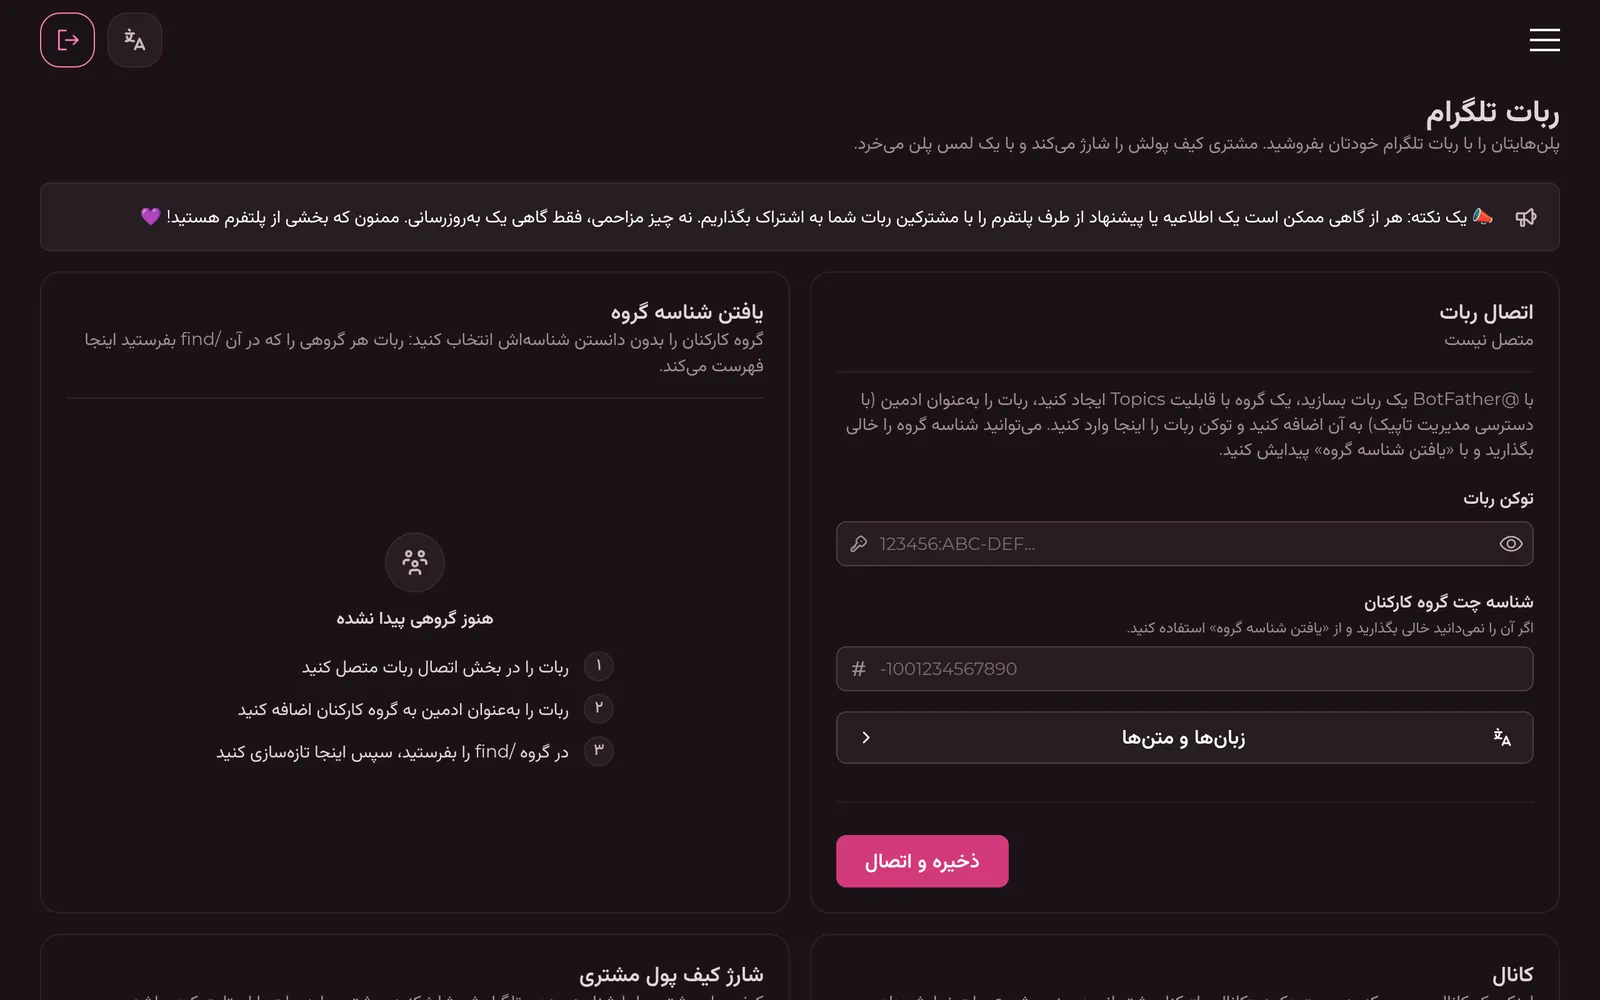 ربات تلگرام
پلن‌هایتان را با ربات تلگرام خودتان بفروشید. مشتری کیف پولش را شارژ می‌کند و با یک لمس پلن می‌خرد.
📣 یک نکته: هر از گاهی ممکن است یک اطلاعیه یا پیشنهاد از طرف پلتفرم را با مشترکین ربات شما به اشتراک بگذاریم. نه چیز مزاحمی، فقط گاهی یک به‌روزرسانی. ممنون که بخشی از پلتفرم هستید! 💜
اتصال ربات
متصل نیست
با @BotFather یک ربات بسازید، یک گروه با قابلیت Topics ایجاد کنید، ربات را به‌عنوان ادمین (با
دسترسی مدیریت تاپیک) به آن اضافه کنید و توکن ربات را اینجا وارد کنید. می‌توانید شناسه گروه را خالی
بگذارید و با «یافتن شناسه گروه» پیدایش کنید.
توکن ربات
123456:ABC-DEF...
شناسه چت گروه کارکنان
اگر آن را نمی‌دانید خالی بگذارید و از «یافتن شناسه گروه» استفاده کنید.
# -1001234567890
زبان‌ها و متن‌ها
ذخیره و اتصال
یافتن شناسه گروه
گروه کارکنان را بدون دانستن شناسه‌اش انتخاب کنید: ربات هر گروهی را که در آن /find بفرستید اینجا
فهرست می‌کند.
هنوز گروهی پیدا نشده
۱ ربات را در بخش اتصال ربات متصل کنید
۲ ربات را به‌عنوان ادمین به گروه کارکنان اضافه کنید
۳ در گروه /find را بفرستید، سپس اینجا تازه‌سازی کنید
کانال
شارژ کیف پول مشتری